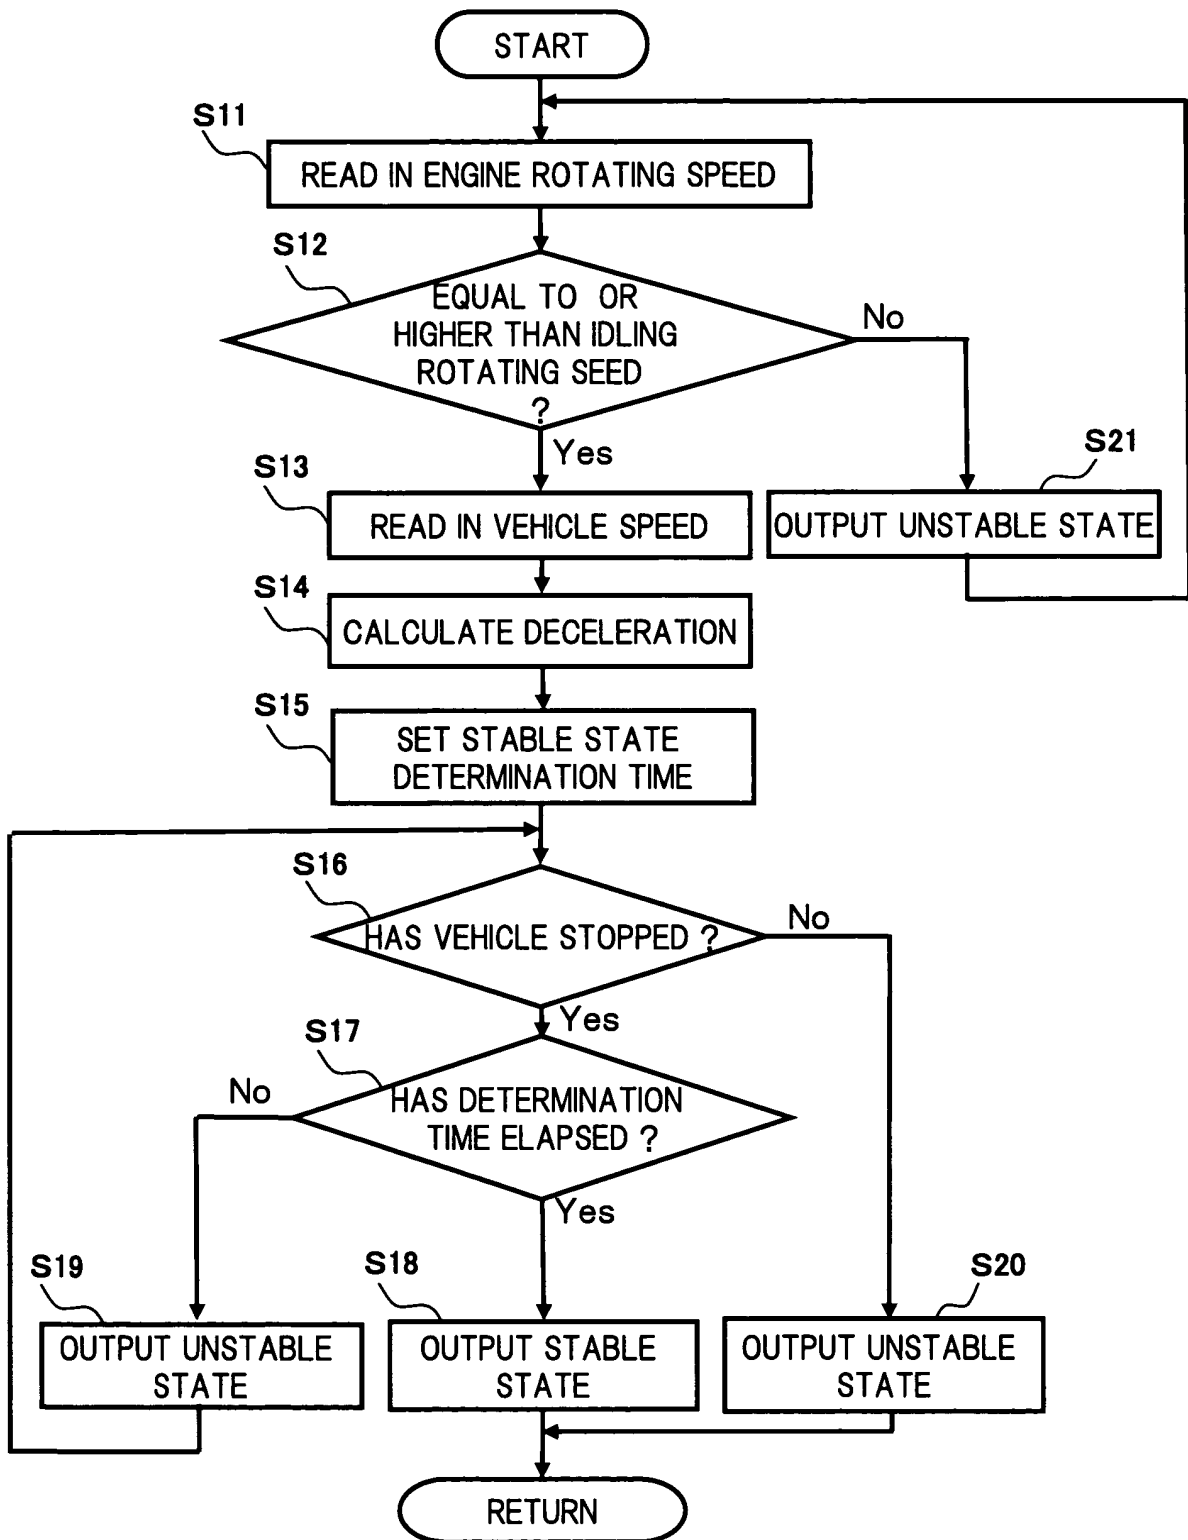 START
S11
READ IN ENGINE ROTATING SPEED
S12
EQUAL TO OR
HIGHER THAN IDLING
ROTATING SEED
?
No
Yes
S13
READ IN VEHICLE SPEED
S21
OUTPUT UNSTABLE STATE
S14
CALCULATE DECELERATION
S15
SET STABLE STATE
DETERMINATION TIME
S16
HAS VEHICLE STOPPED ?
No
Yes
S17
HAS DETERMINATION
TIME ELAPSED ?
No
Yes
S19
OUTPUT UNSTABLE
STATE
S18
OUTPUT STABLE
STATE
S20
OUTPUT UNSTABLE
STATE
RETURN